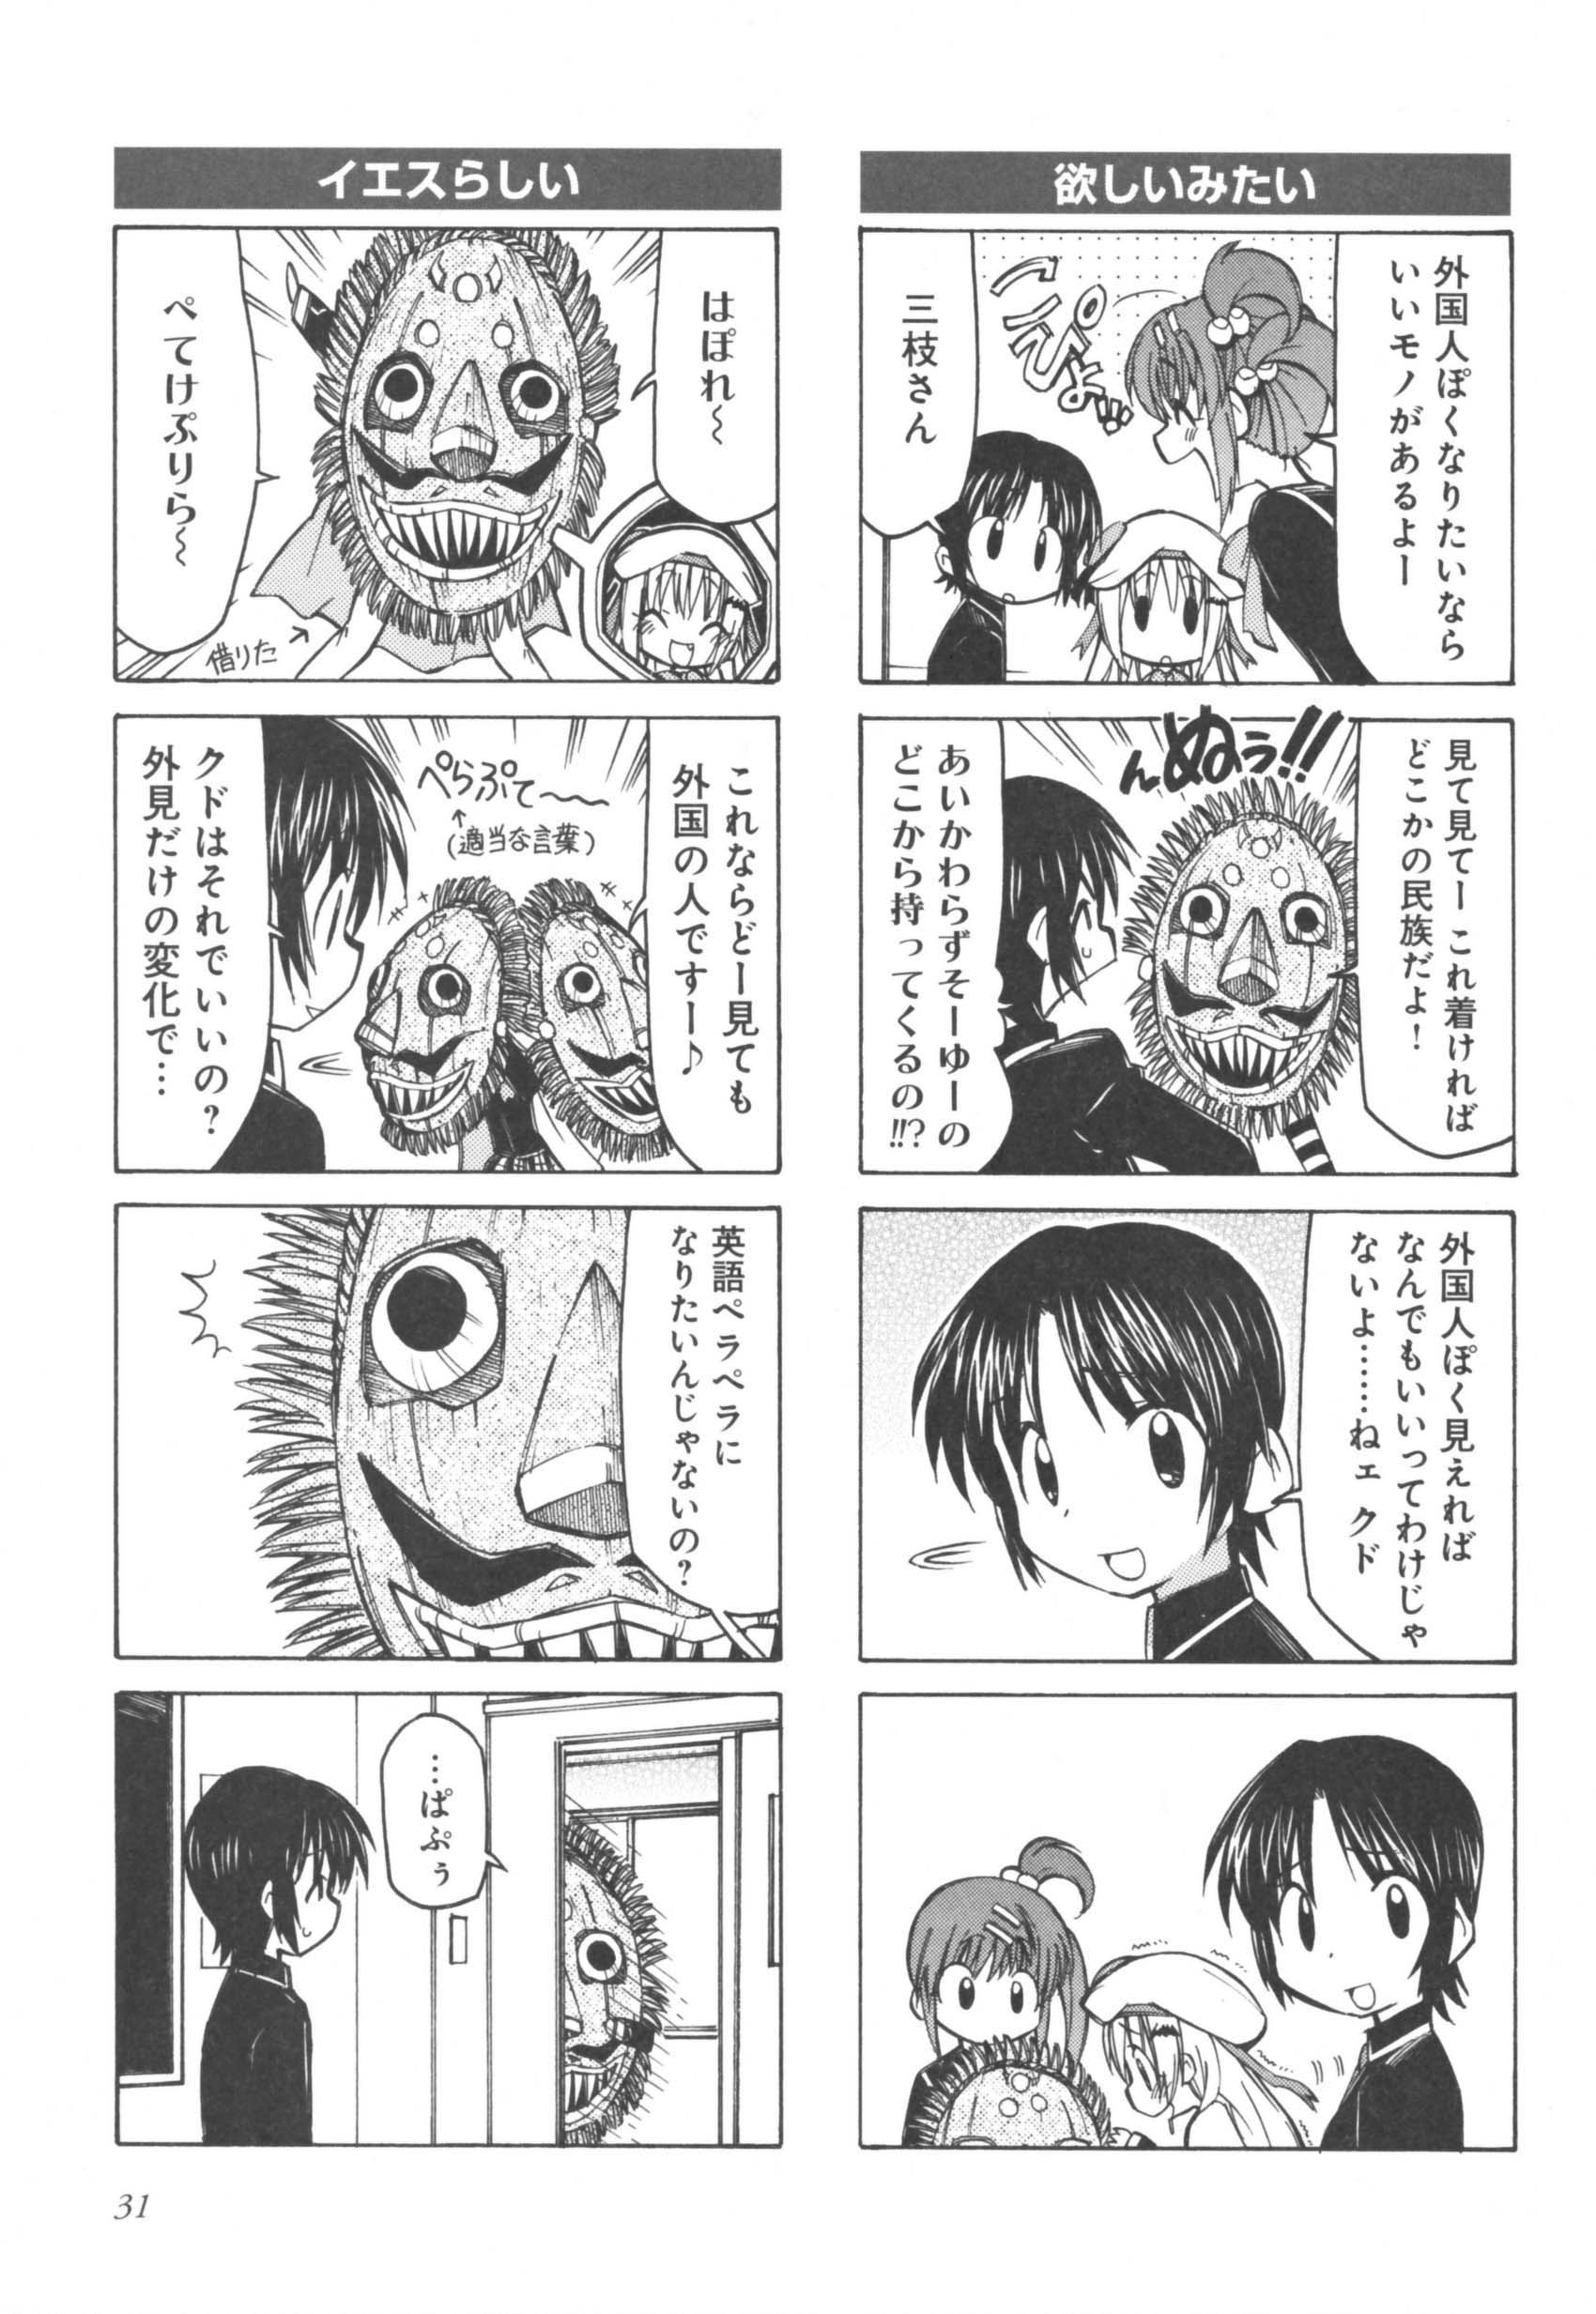 欲しいみたい
外国人ぽくなりたいなら
いいモノがあるよー
こぴょッ!!
三枝さん
んぬぅ!!
見て見てー これ着ければ
どこかの民族だよ!
あいかわらずそーゆーの
どこから持ってくるの!!?
外国人ぽく見えれば
なんでもいいってわけじゃ
ないよ……ねェ クド
イエスらしい
はぽれ〜
ぺてけぷりら〜
借りた
これならどー見ても
外国の人ですー♪
ぺらぷて〜〜
(適当な言葉)
クドはそれでいいの?
外見だけの変化で…
英語ペラペラに
なりたいんじゃないの?
…ぱぷぅ
31